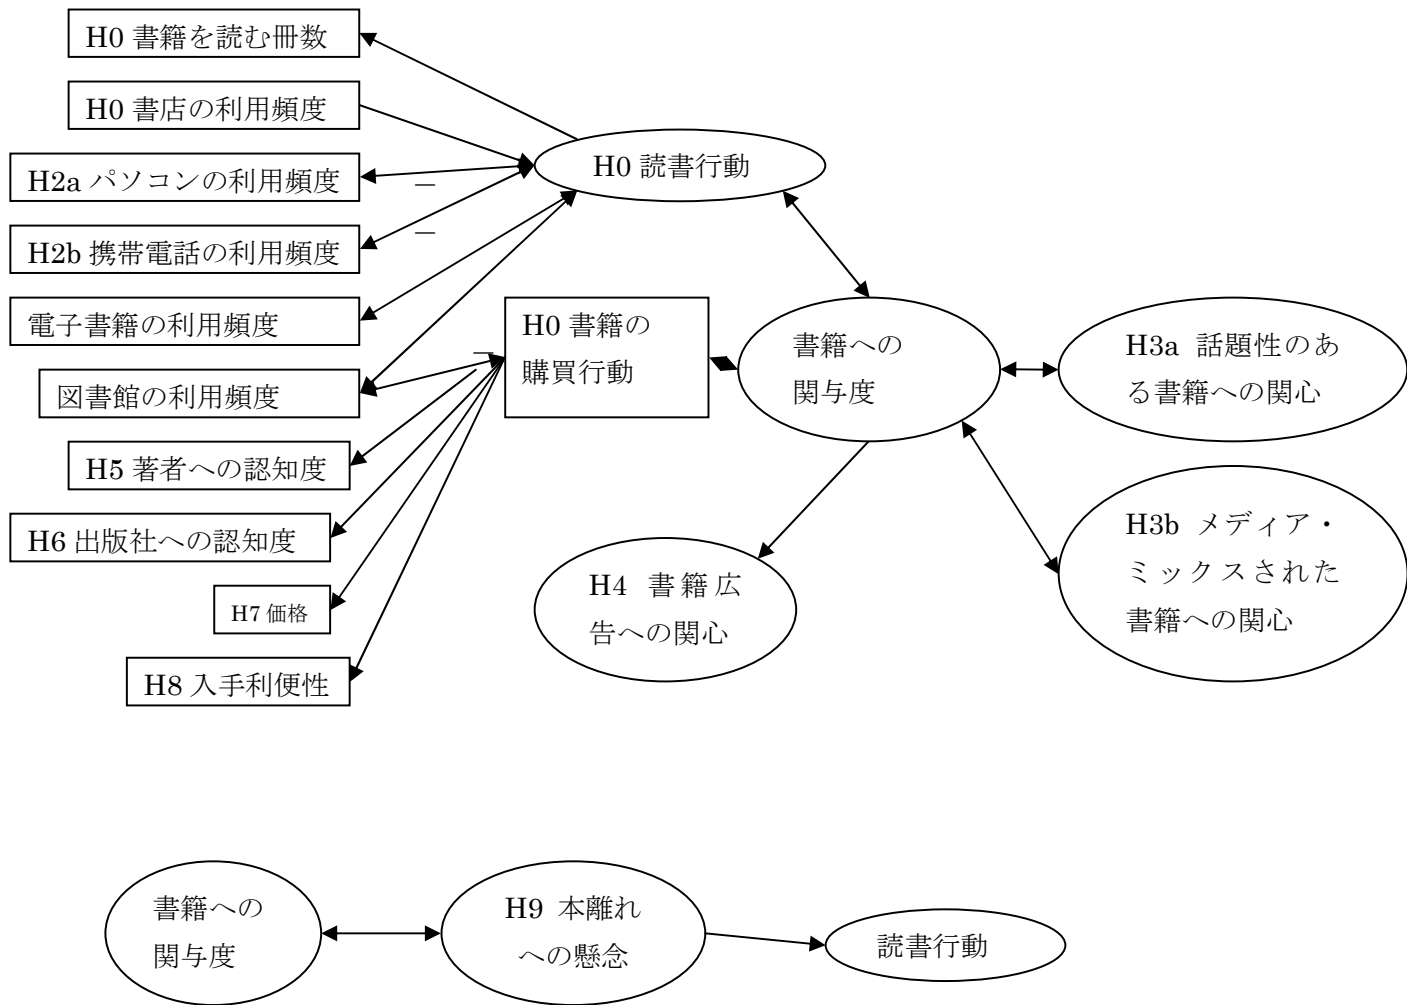 H0 書籍を読む冊数
H0 書店の利用頻度
H0 読書行動
H2a パソコンの利用頻度
－
H2b 携帯電話の利用頻度
－
電子書籍の利用頻度
H0 書籍の
購買行動
書籍への
関与度
H3a 話題性のあ
る書籍への関心
－
図書館の利用頻度
H5 著者への認知度
H6 出版社への認知度
H3b メディア・
ミックスされた
書籍への関心
H4 書籍広
告への関心
H7 価格
H8 入手利便性
書籍への
関与度
H9 本離れ
への懸念
読書行動